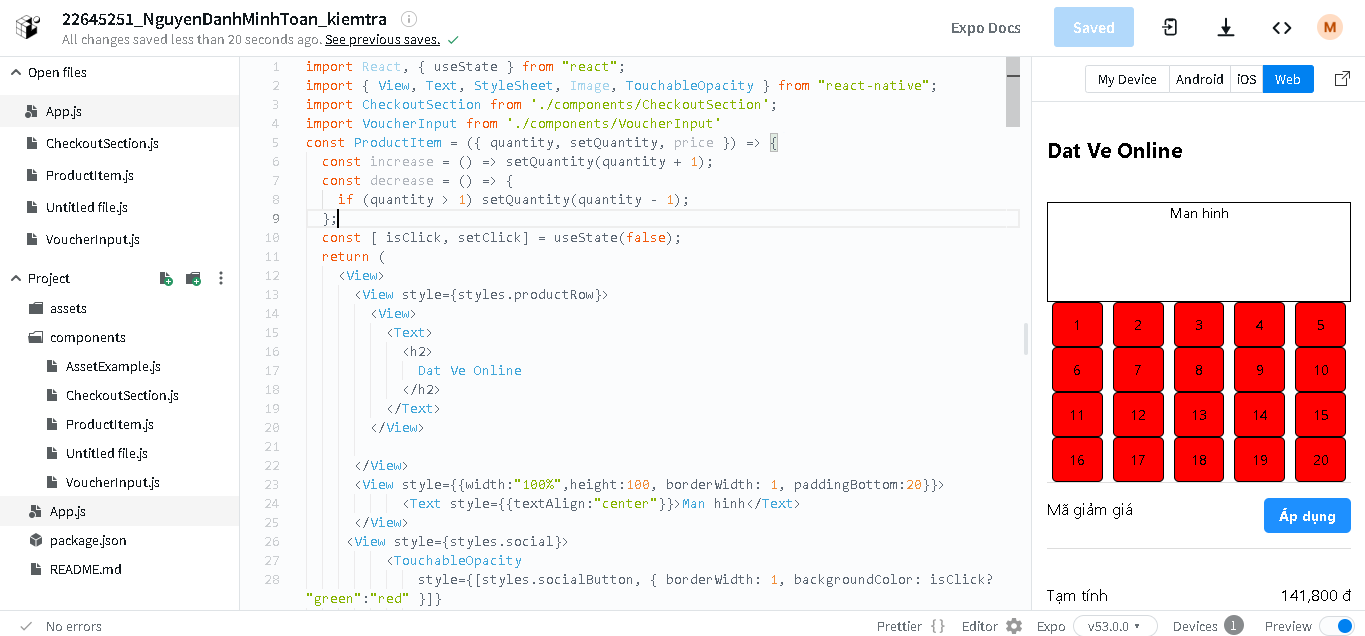 22645251_NguyenDanhMinhToan_kiemtra
All changes saved less than 20 seconds ago. See previous saves.
Expo Docs
Saved
M
Open files
App.js
CheckoutSection.js
ProductItem.js
Untitled file.js
VoucherInput.js
Project
assets
components
AssetExample.js
CheckoutSection.js
ProductItem.js
Untitled file.js
VoucherInput.js
App.js
package.json
README.md
1 import React, { useState } from "react";
2 import { View, Text, StyleSheet, Image, TouchableOpacity } from "react-native";
3 import CheckoutSection from './components/CheckoutSection';
4 import VoucherInput from './components/VoucherInput'
5 const ProductItem = ({ quantity, setQuantity, price }) => {
6 const increase = () => setQuantity(quantity + 1);
7 const decrease = () => {
8 if (quantity > 1) setQuantity(quantity - 1);
9 };
10 const [ isClick, setClick] = useState(false);
11 return (
12 <View>
13 <View style={styles.productRow}>
14 <View>
15 <Text>
16 <h2>
17 Dat Ve Online
18 </h2>
19 </Text>
20 </View>
21
22 </View>
23 <View style={{width:"100%",height:100, borderWidth: 1, paddingBottom:20}}>
24 <Text style={{textAlign:"center"}}>Man hinh</Text>
25 </View>
26 <View style={styles.social}>
27 <TouchableOpacity
28 style={[styles.socialButton, { borderWidth: 1, backgroundColor: isClick?
"green":"red" }]}
My Device Android iOS Web
Dat Ve Online
Man hinh
1 2 3 4 5
6 7 8 9 10
11 12 13 14 15
16 17 18 19 20
Mã giảm giá
Áp dụng
Tạm tính 141,800 đ
No errors
Prettier {} Editor Expo v53.0.0 Devices 1 Preview